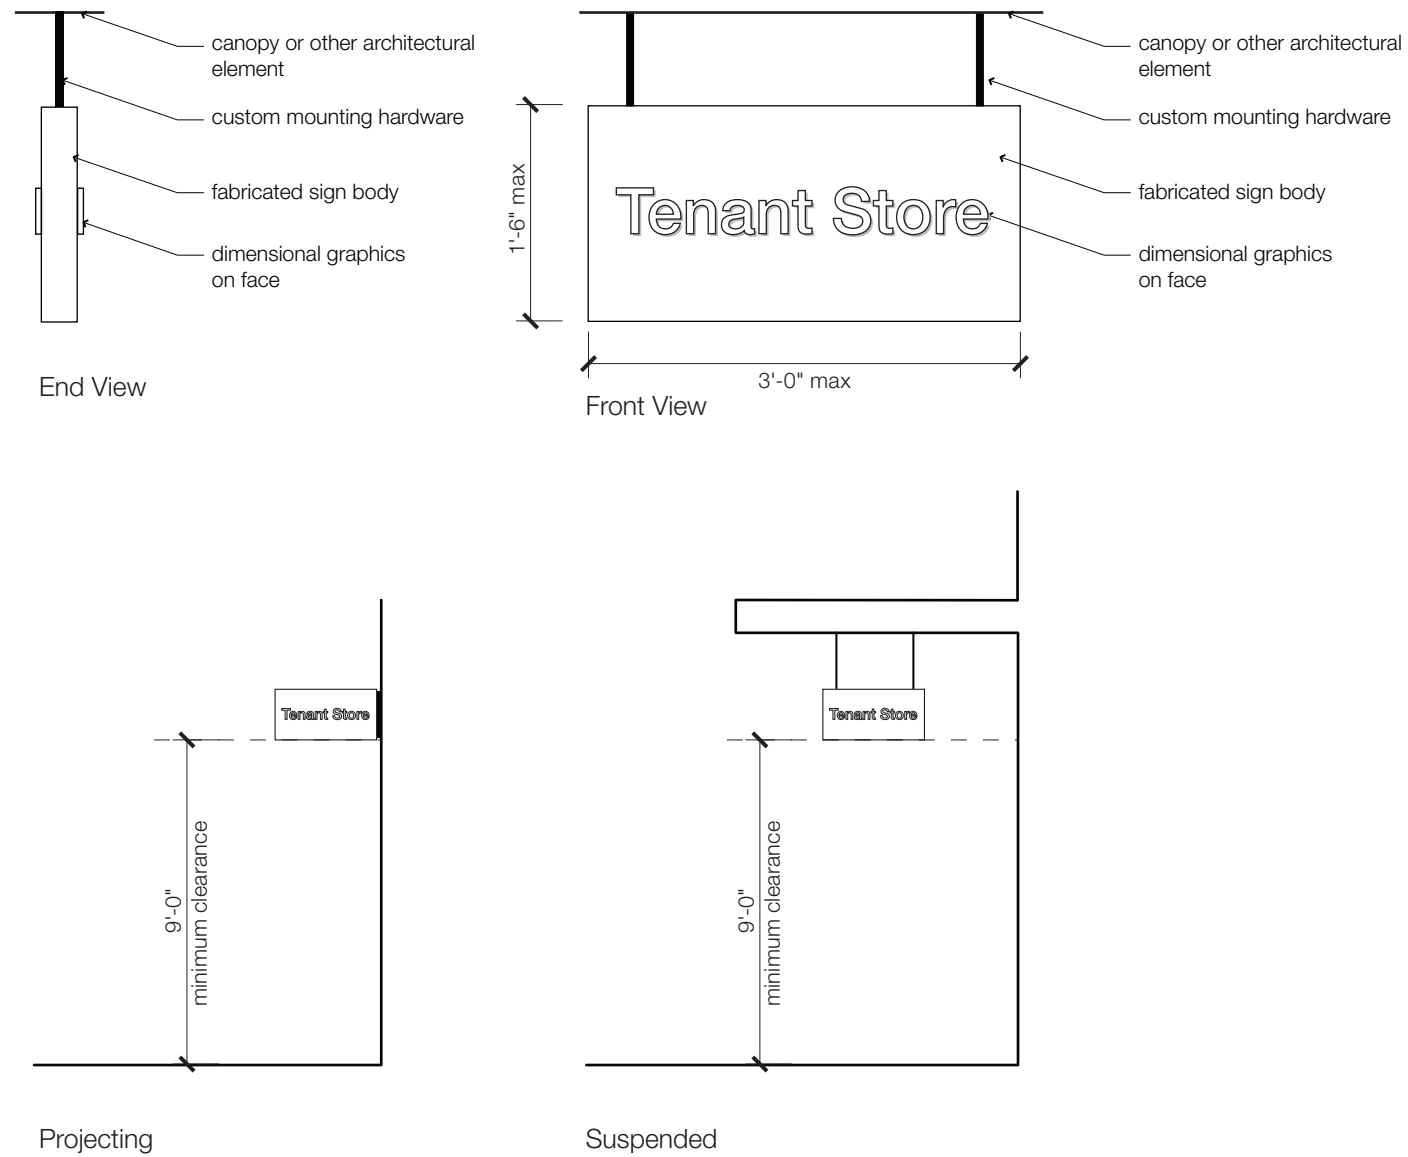 canopy or other architectural
element
custom mounting hardware
fabricated sign body
dimensional graphics
on face
End View
canopy or other architectural
element
custom mounting hardware
fabricated sign body
dimensional graphics
on face
1'-6" max
Tenant Store
3'-0" max
Front View
Tenant Store
9'-0"
minimum clearance
Projecting
Tenant Store
9'-0"
minimum clearance
Suspended